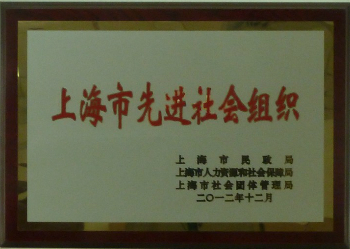 上海市先进社会组织
上海市民政局
上海市人力资源和社会保障局
上海市社会团体管理局
二〇一二年十二月